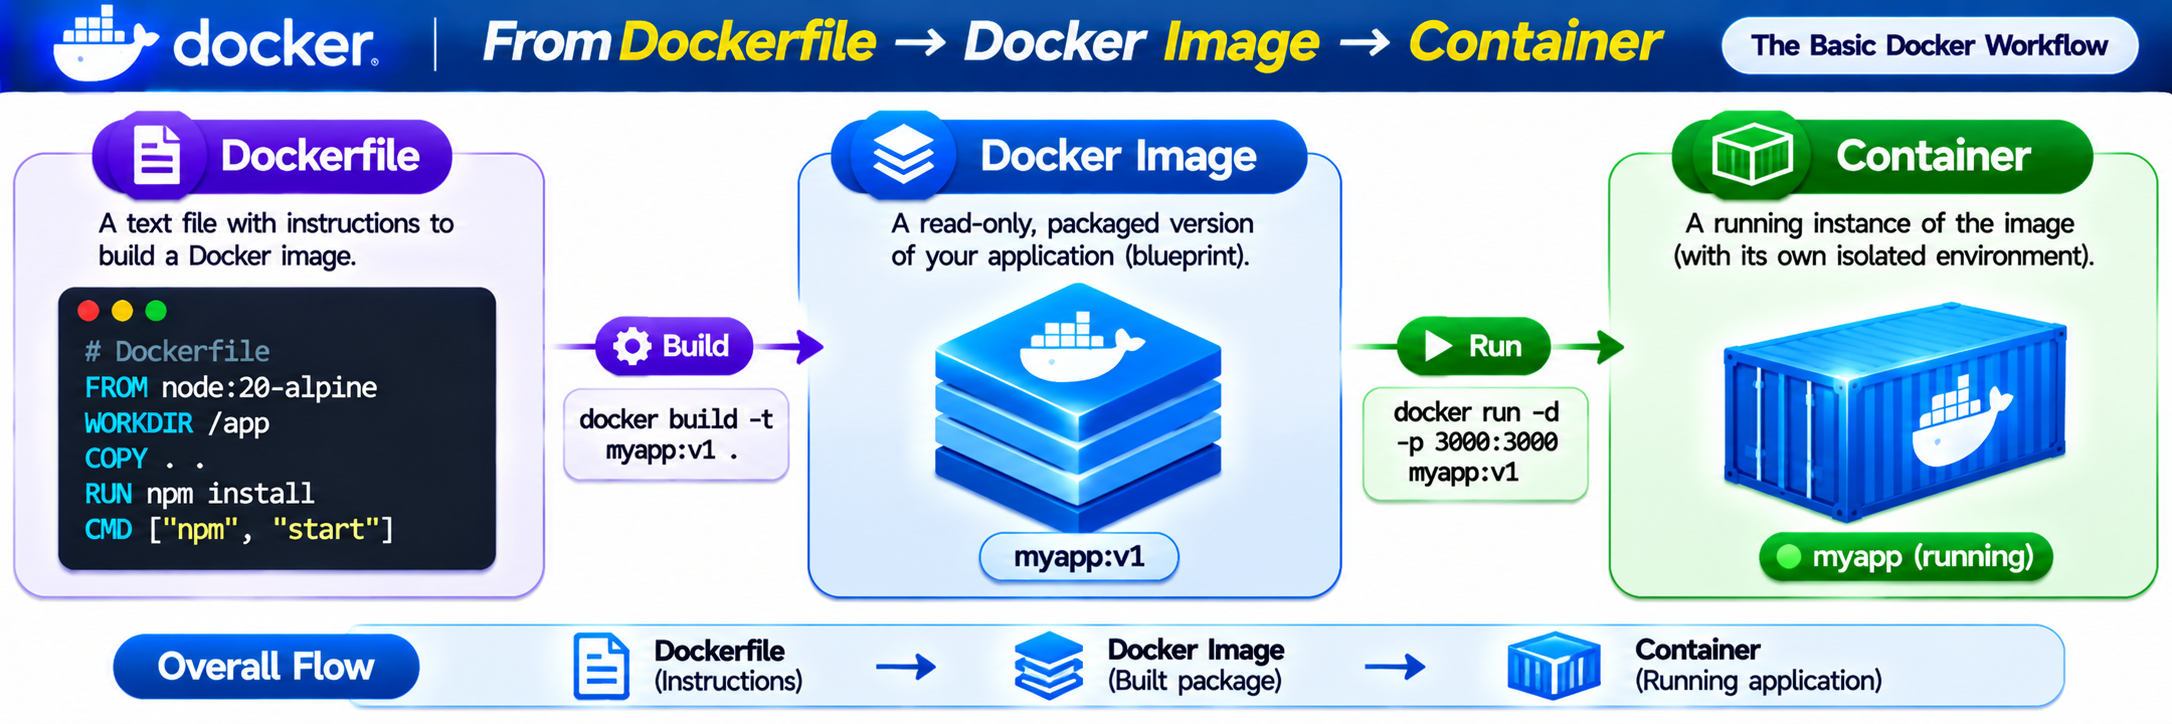 docker
From Dockerfile → Docker Image → Container
The Basic Docker Workflow
Dockerfile
A text file with instructions to
build a Docker image.
# Dockerfile
FROM node:20-alpine
WORKDIR /app
COPY . .
RUN npm install
CMD ["npm", "start"]
Build
docker build -t
myapp:v1 .
Docker Image
A read-only, packaged version
of your application (blueprint).
myapp:v1
Run
docker run -d
-p 3000:3000
myapp:v1
Container
A running instance of the image
(with its own isolated environment).
myapp (running)
Overall Flow
Dockerfile
(Instructions)
→
Docker Image
(Built package)
→
Container
(Running application)